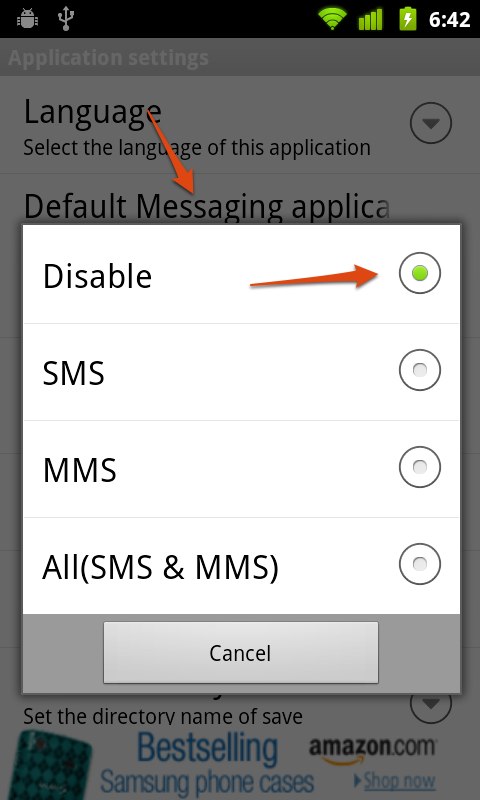 6:42
Application settings
Language
Select the language of this application
Default Messaging applica
Disable
SMS
MMS
All(SMS & MMS)
Cancel
Set the directory name of save
Bestselling
Samsung phone cases
amazon.com
Shop now